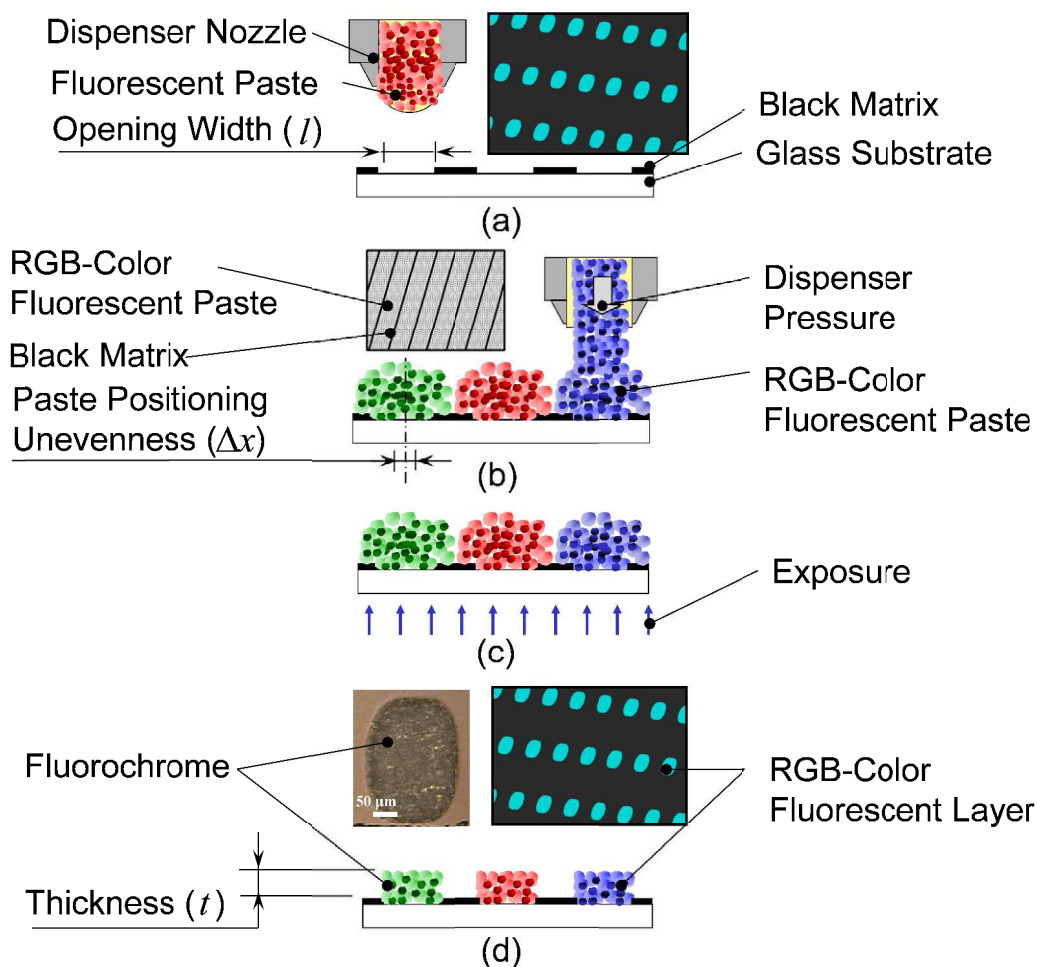 Dispenser Nozzle
Fluorescent Paste
Opening Width (l)
Black Matrix
Glass Substrate
(a)
RGB-Color
Fluorescent Paste
Black Matrix
Paste Positioning
Unevenness (Δx)
Dispenser
Pressure
RGB-Color
Fluorescent Paste
(b)
Exposure
(c)
Fluorochrome
50 μm
RGB-Color
Fluorescent Layer
Thickness (t)
(d)